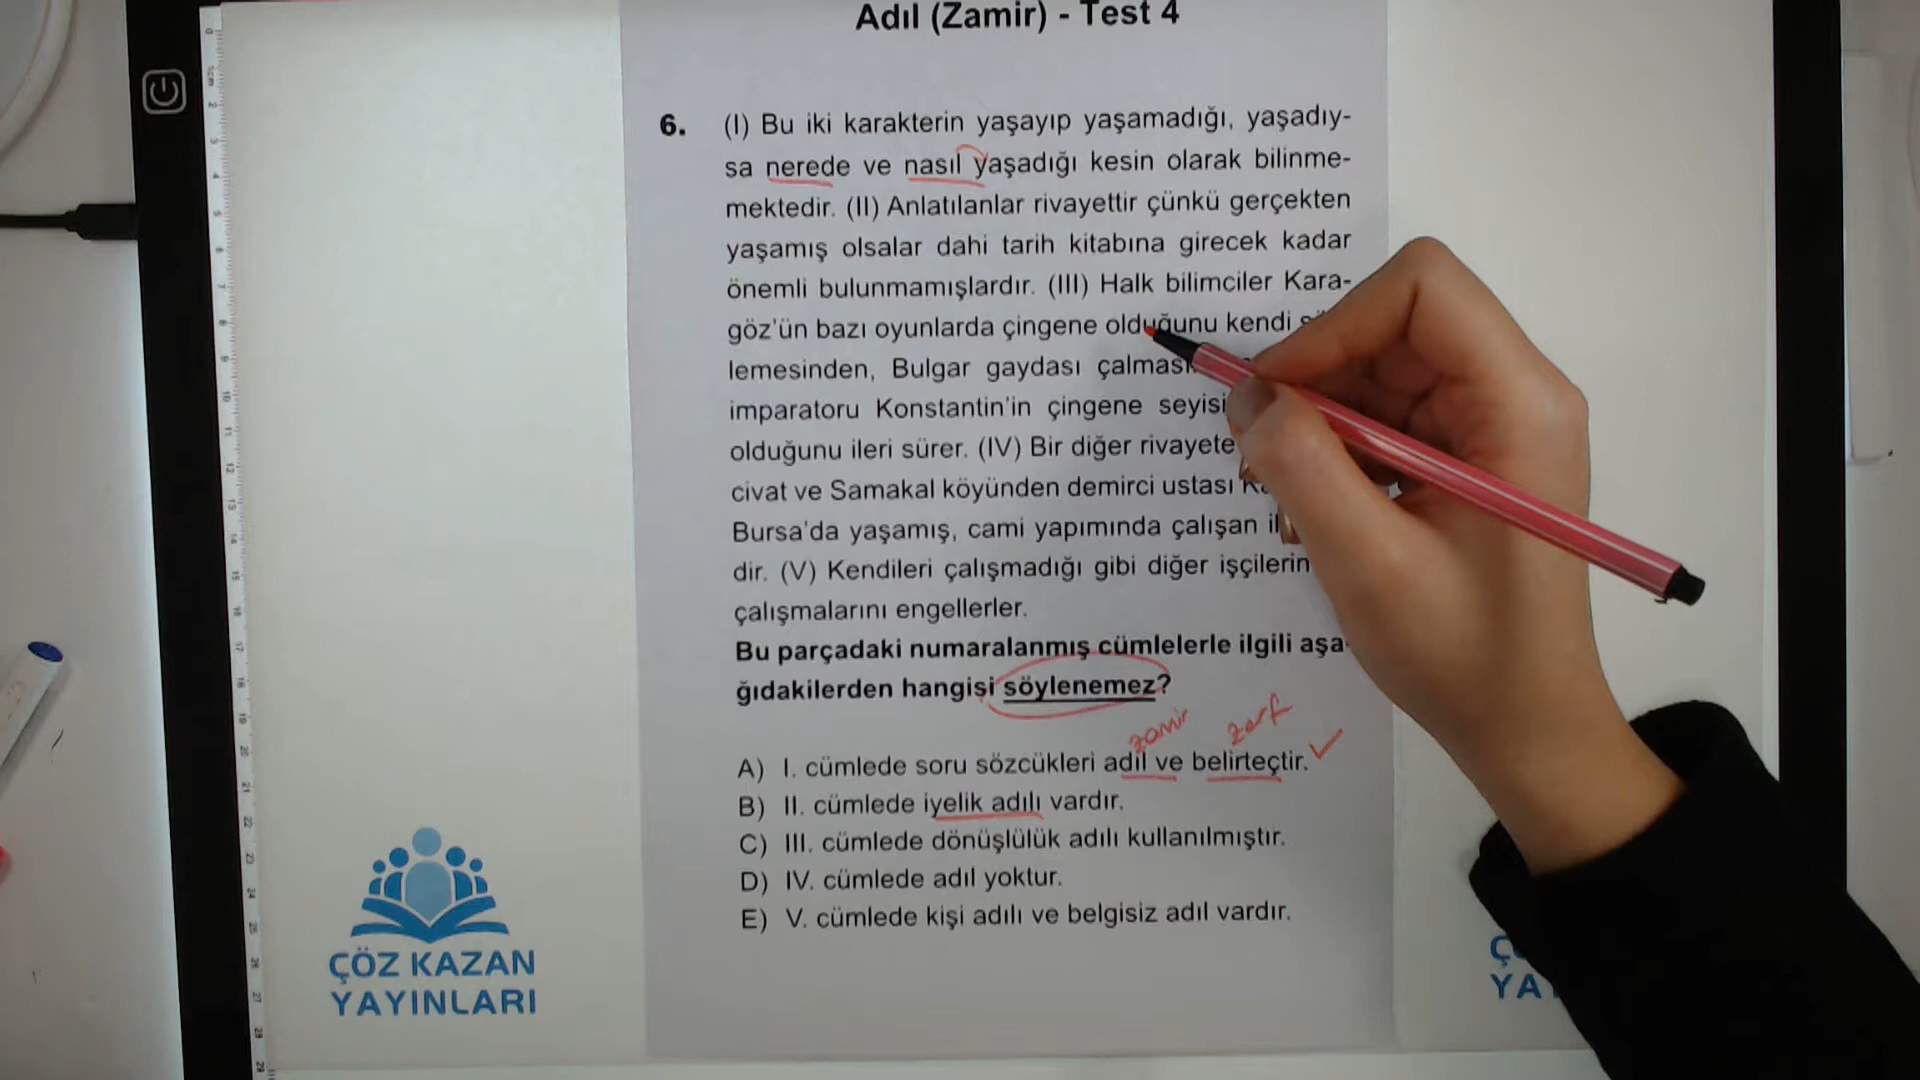 Adıl (Zamir) - Test 4
6. (I) Bu iki karakterin yaşayıp yaşamadığı, yaşadıy-
sa nerede ve nasıl yaşadığı kesin olarak bilinme-
mektedir. (II) Anlatılanlar rivayettir çünkü gerçekten
yaşamış olsalar dahi tarih kitabına girecek kadar
önemli bulunmamışlardır. (III) Halk bilimciler Kara-
göz'ün bazı oyunlarda çingene olduğunu kendi
lemesinden, Bulgar gaydası
imparatoru Konstantin'in çingene
olduğunu ileri sürer. (IV) Bir diğer
civat ve Samakal köyünden demirci ustası
Bursa'da yaşamış, cami yapımında çalışan
dir. (V) Kendileri çalışmadığı gibi diğer işçilerin
çalışmalarını engellerler.
Bu parçadaki numaralanmış cümlelerle ilgili aşa-
ğıdakilerden hangisi söylenemez?
zamir zarf
A) I. cümlede soru sözcükleri adıl ve belirteçtir.
B) II. cümlede iyelik adılı vardır.
C) III. cümlede dönüşlülük adılı kullanılmıştır.
D) IV. cümlede adıl yoktur.
E) V. cümlede kişi adılı ve belgisiz adıl vardır.
ÇÖZ KAZAN
YAYINLARI